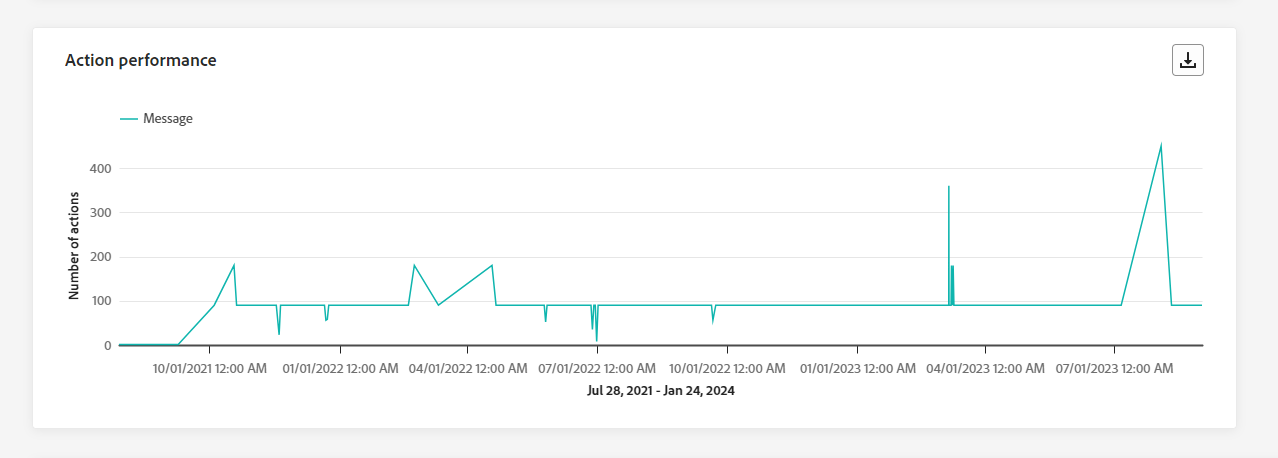 Action performance
Message
400
300
200
100
0
Number of actions
10/01/2021 12:00 AM 01/01/2022 12:00 AM 04/01/2022 12:00 AM 07/01/2022 12:00 AM 10/01/2022 12:00 AM 01/01/2023 12:00 AM 04/01/2023 12:00 AM 07/01/2023 12:00 AM
Jul 28, 2021 - Jan 24, 2024